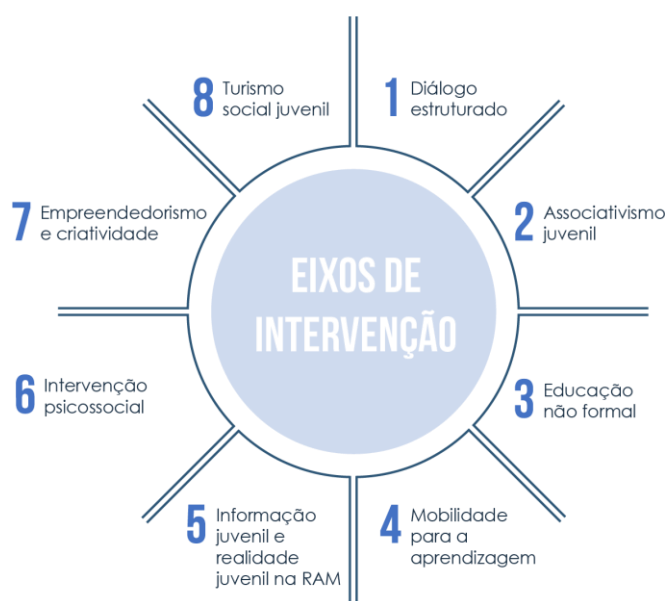 EIXOS DE
INTERVENÇÃO
1 Diálogo
estruturado
2 Associativismo
juvenil
3 Educação
não formal
4 Mobilidade
para a
aprendizagem
5 Informação
juvenil e
realidade
juvenil na RAM
6 Intervenção
psicossocial
7 Empreendedorismo
e criatividade
8 Turismo
social juvenil